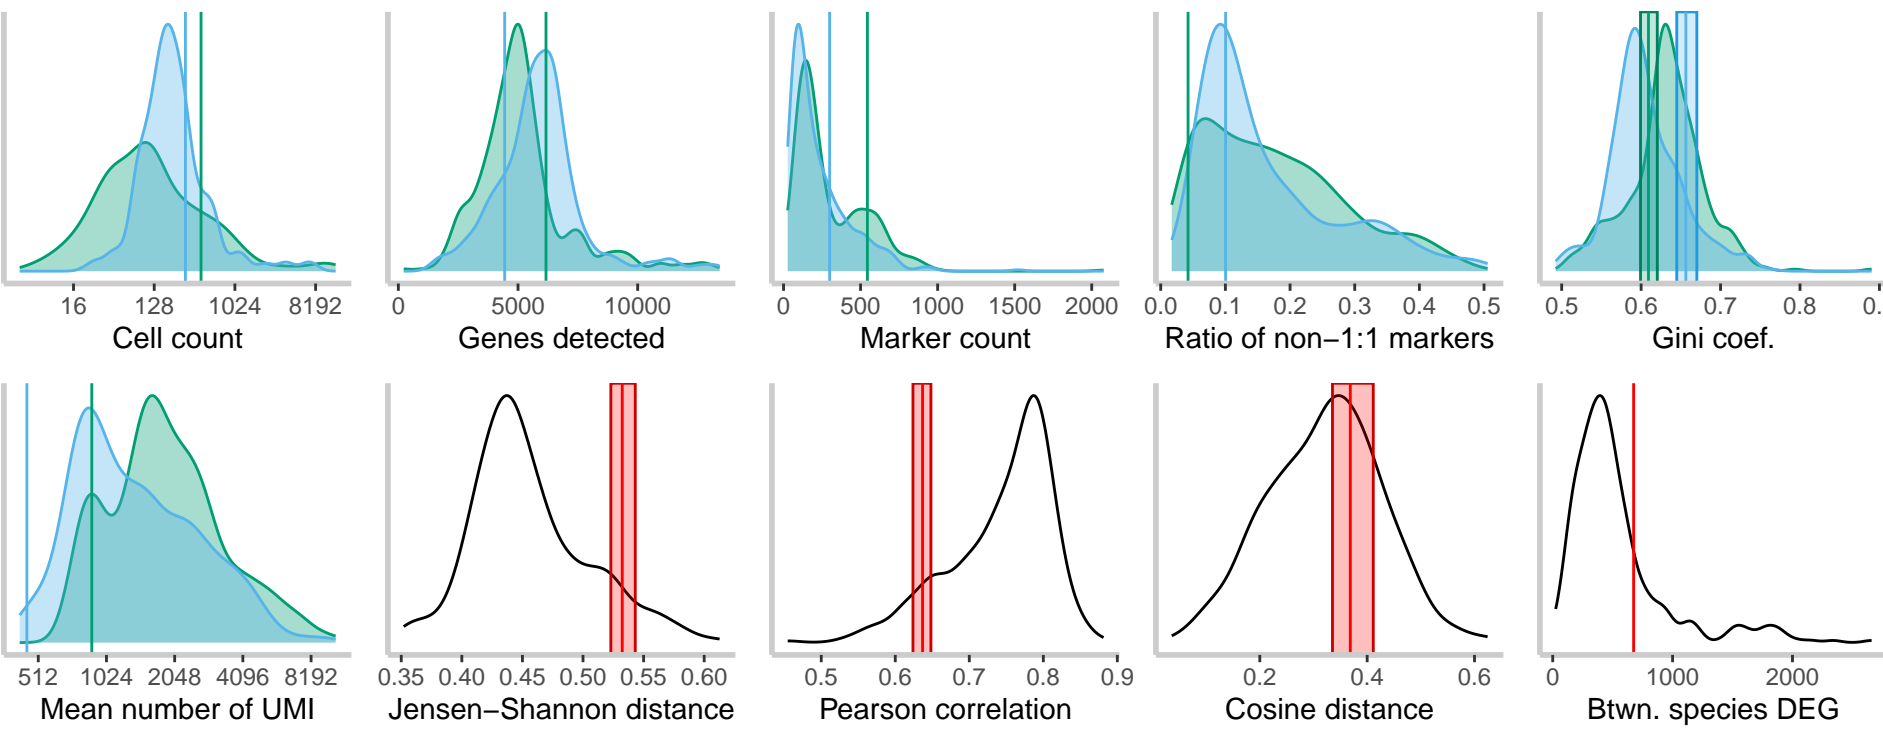 16 128 1024 8192
Cell count
0 5000 10000
Genes detected
0 500 1000 1500 2000
Marker count
0.0 0.1 0.2 0.3 0.4 0.5
Ratio of non−1:1 markers
0.5 0.6 0.7 0.8 0.
Gini coef.
512 1024 2048 4096 8192
Mean number of UMI
0.35 0.40 0.45 0.50 0.55 0.60
Jensen−Shannon distance
0.5 0.6 0.7 0.8 0.9
Pearson correlation
0.2 0.4 0.6
Cosine distance
0 1000 2000
Btwn. species DEG